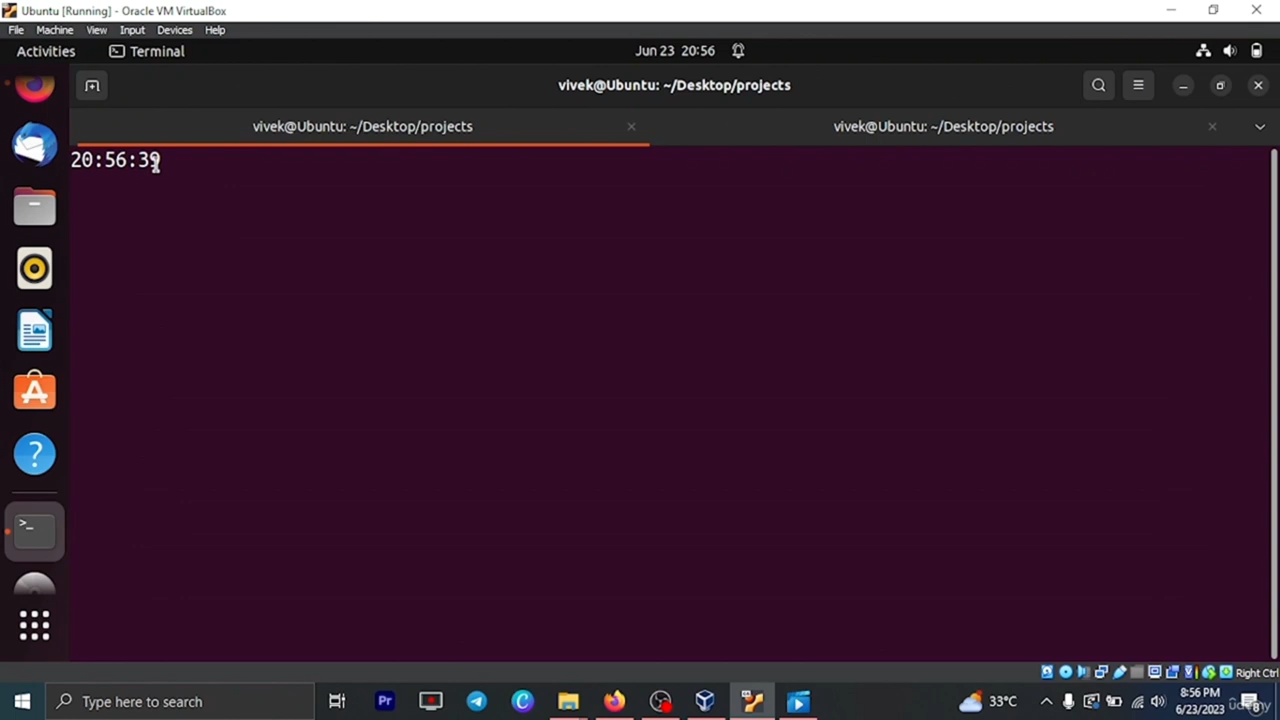 Ubuntu [Running] - Oracle VM VirtualBox
File Machine View Input Devices Help
Activities Terminal Jun 23 20:56
vivek@Ubuntu: ~/Desktop/projects
vivek@Ubuntu: ~/Desktop/projects vivek@Ubuntu: ~/Desktop/projects
20:56:39
Right Ctrl
Type here to search Pr 33°C 8:56 PM
6/23/2023
udemy